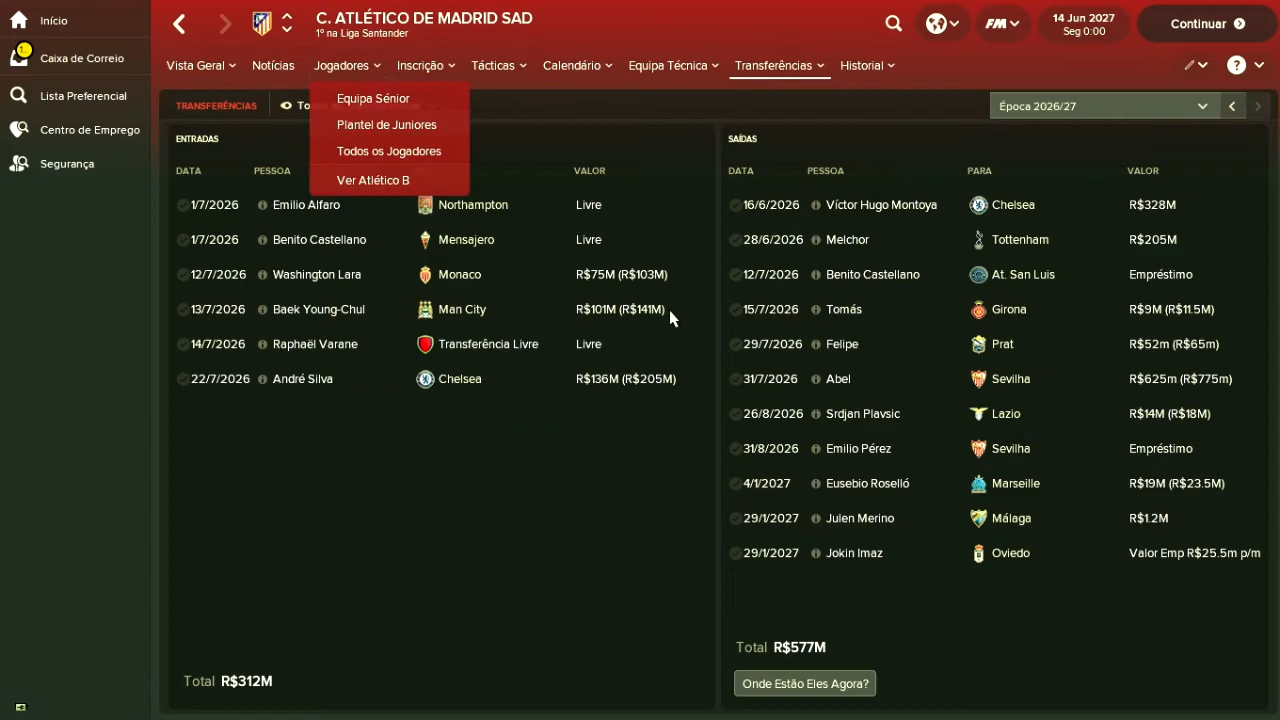 Início
Caixa de Correio
1
Lista Preferencial
Centro de Emprego
Segurança
C. ATLÉTICO DE MADRID SAD
1º na Liga Santander
FM
14 Jun 2027
Seg 0:00
Continuar
Vista Geral
Notícias
Jogadores
Inscrição
Tácticas
Calendário
Equipa Técnica
Transferências
Historial
?
Equipa Sénior
Plantel de Juniores
Todos os Jogadores
Ver Atlético B
TRANSFERÊNCIAS
To
Época 2026/27
ENTRADAS
DATA PESSOA VALOR
1/7/2026 Emilio Alfaro Northampton Livre
1/7/2026 Benito Castellano Mensajero Livre
12/7/2026 Washington Lara Monaco R$75M (R$103M)
13/7/2026 Baek Young-Chul Man City R$101M (R$141M)
14/7/2026 Raphaël Varane Transferência Livre Livre
22/7/2026 André Silva Chelsea R$136M (R$205M)
Total R$312M
SAÍDAS
DATA PESSOA PARA VALOR
16/6/2026 Víctor Hugo Montoya Chelsea R$328M
28/6/2026 Melchor Tottenham R$205M
12/7/2026 Benito Castellano At. San Luis Empréstimo
15/7/2026 Tomás Girona R$9M (R$11.5M)
29/7/2026 Felipe Prat R$52m (R$65m)
31/7/2026 Abel Sevilha R$625m (R$775m)
26/8/2026 Srdjan Plavsic Lazio R$14M (R$18M)
31/8/2026 Emilio Pérez Sevilha Empréstimo
4/1/2027 Eusebio Roselló Marseille R$19M (R$23.5M)
29/1/2027 Julen Merino Málaga R$1.2M
29/1/2027 Jokin Imaz Oviedo Valor Emp R$25.5m p/m
Total R$577M
Onde Estão Eles Agora?